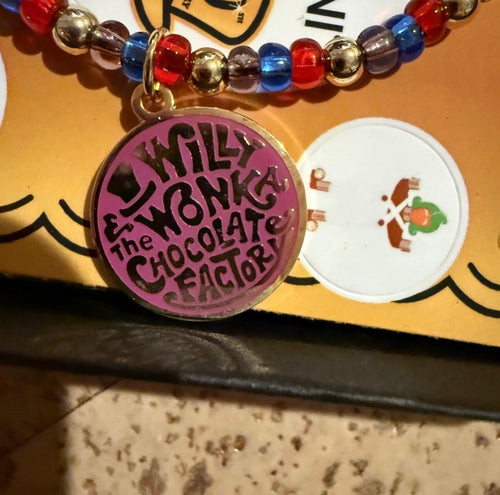 WILLY
WONKA
& The
CHOCOLATE
FACTORY